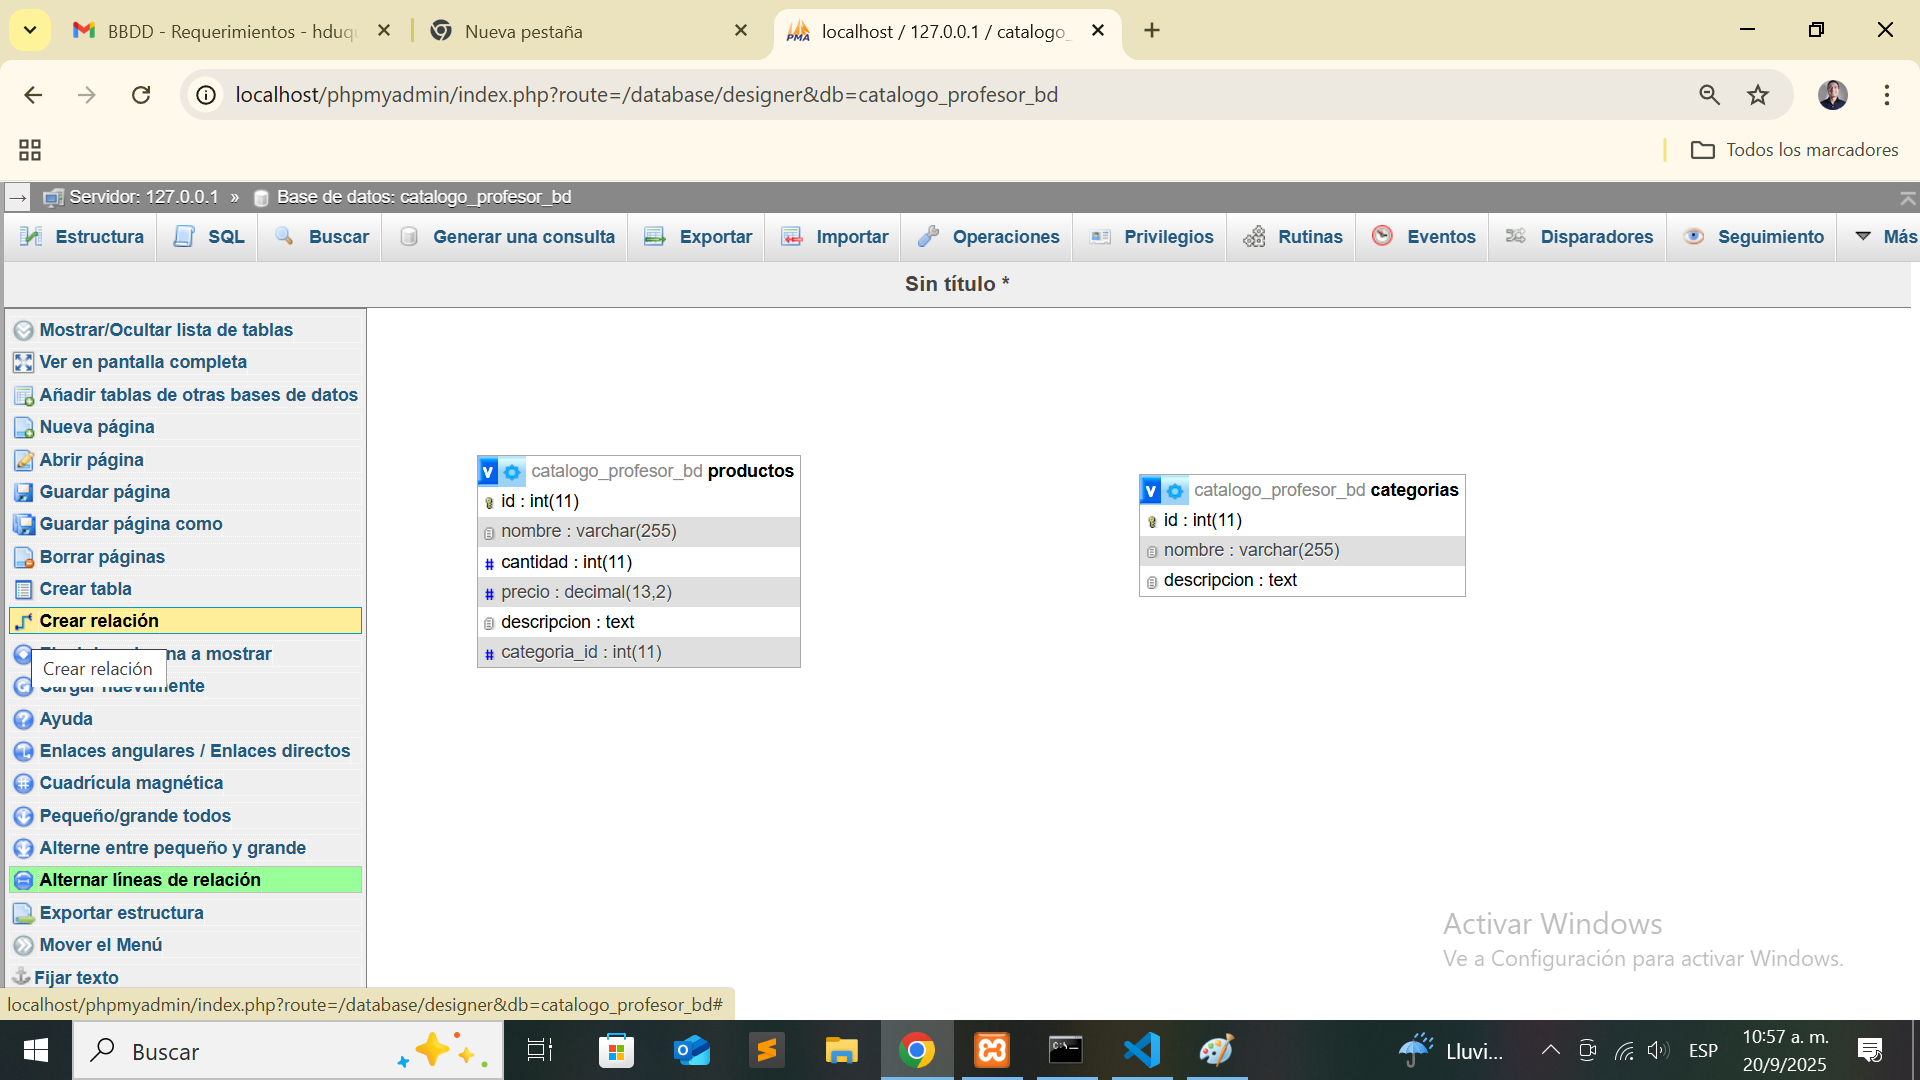 BBDD - Requerimientos - hduq
Nueva pestaña
localhost / 127.0.0.1 / catalogo_
localhost/phpmyadmin/index.php?route=/database/designer&db=catalogo_profesor_bd
Todos los marcadores
Servidor: 127.0.0.1 » Base de datos: catalogo_profesor_bd
Estructura SQL Buscar Generar una consulta Exportar Importar Operaciones Privilegios Rutinas Eventos Disparadores Seguimiento Más
Sin título *
Mostrar/Ocultar lista de tablas
Ver en pantalla completa
Añadir tablas de otras bases de datos
Nueva página
Abrir página
Guardar página
Guardar página como
Borrar páginas
Crear tabla
Crear relación
a mostrar
Crear relación
Ayuda
Enlaces angulares / Enlaces directos
Cuadrícula magnética
Pequeño/grande todos
Alterne entre pequeño y grande
Alternar líneas de relación
Exportar estructura
Mover el Menú
Fijar texto
v catalogo_profesor_bd productos
id : int(11)
nombre : varchar(255)
# cantidad : int(11)
# precio : decimal(13,2)
descripcion : text
# categoria_id : int(11)
v catalogo_profesor_bd categorias
id : int(11)
nombre : varchar(255)
descripcion : text
Activar Windows
Ve a Configuración para activar Windows.
localhost/phpmyadmin/index.php?route=/database/designer&db=catalogo_profesor_bd#
Buscar
Lluvi...
ESP
10:57 a. m.
20/9/2025